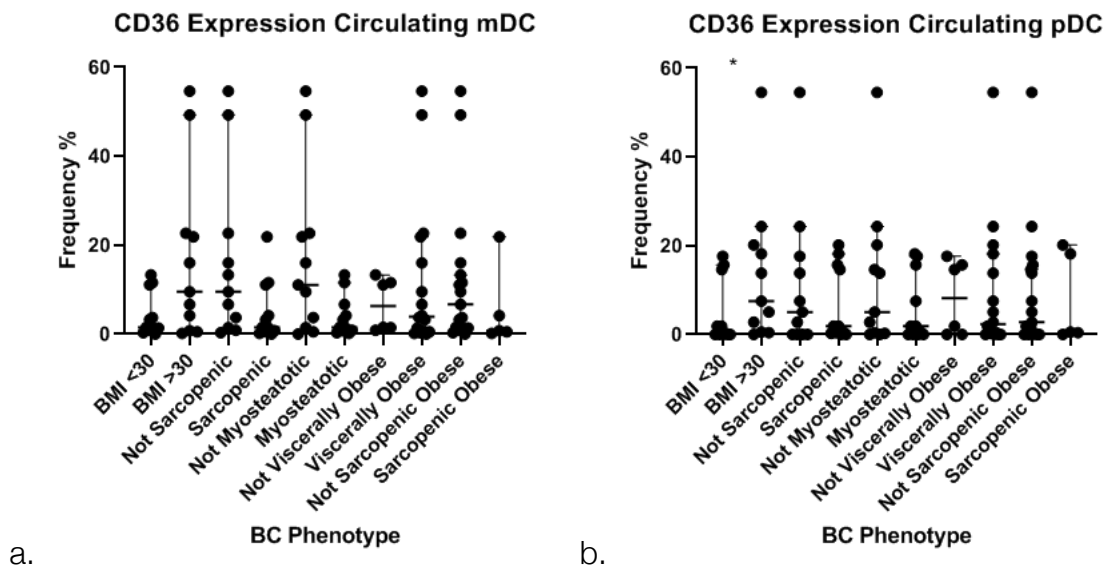 CD36 Expression Circulating mDC
60
40
20
0
Frequency %
BMI <30
BMI >30
Not Sarcopenic
Sarcopenic
Not Myosteatotic
Myosteatotic
Not Viscerally Obese
Viscerally Obese
Not Sarcopenic Obese
Sarcopenic Obese
BC Phenotype
a.
CD36 Expression Circulating pDC
*
60
40
20
0
Frequency %
BMI <30
BMI >30
Not Sarcopenic
Sarcopenic
Not Myosteatotic
Myosteatotic
Not Viscerally Obese
Viscerally Obese
Not Sarcopenic Obese
Sarcopenic Obese
BC Phenotype
b.